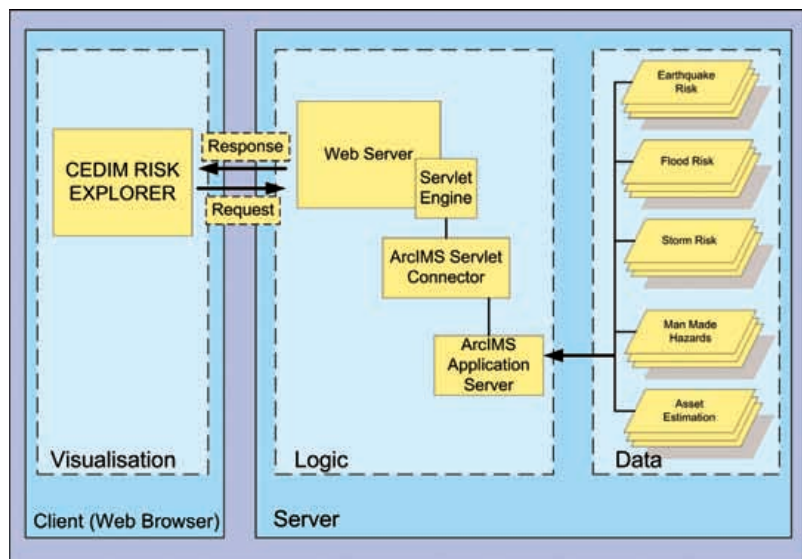 CEDIM RISK
EXPLORER
Response
Request
Visualisation
Client (Web Browser)
Web Server
Servlet
Engine
ArcIMS Servlet
Connector
ArcIMS
Application
Server
Logic
Server
Earthquake
Risk
Flood Risk
Storm Risk
Man Made
Hazards
Asset
Estimation
Data